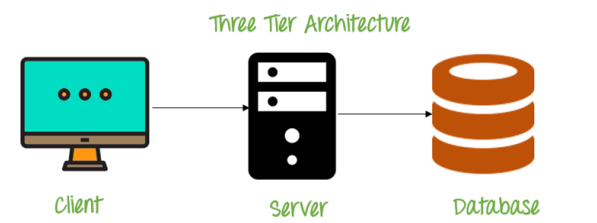 Three Tier Architecture
Client
Server
Database